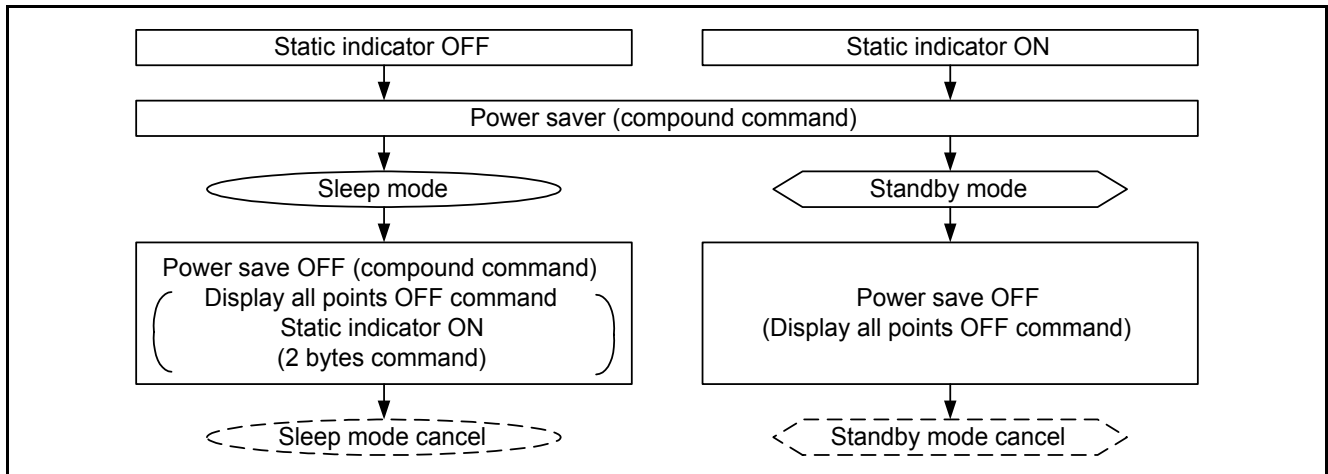 Static indicator OFF
Static indicator ON
Power saver (compound command)
Sleep mode
Standby mode
Power save OFF (compound command)
Display all points OFF command
Static indicator ON
(2 bytes command)
Power save OFF
(Display all points OFF command)
Sleep mode cancel
Standby mode cancel